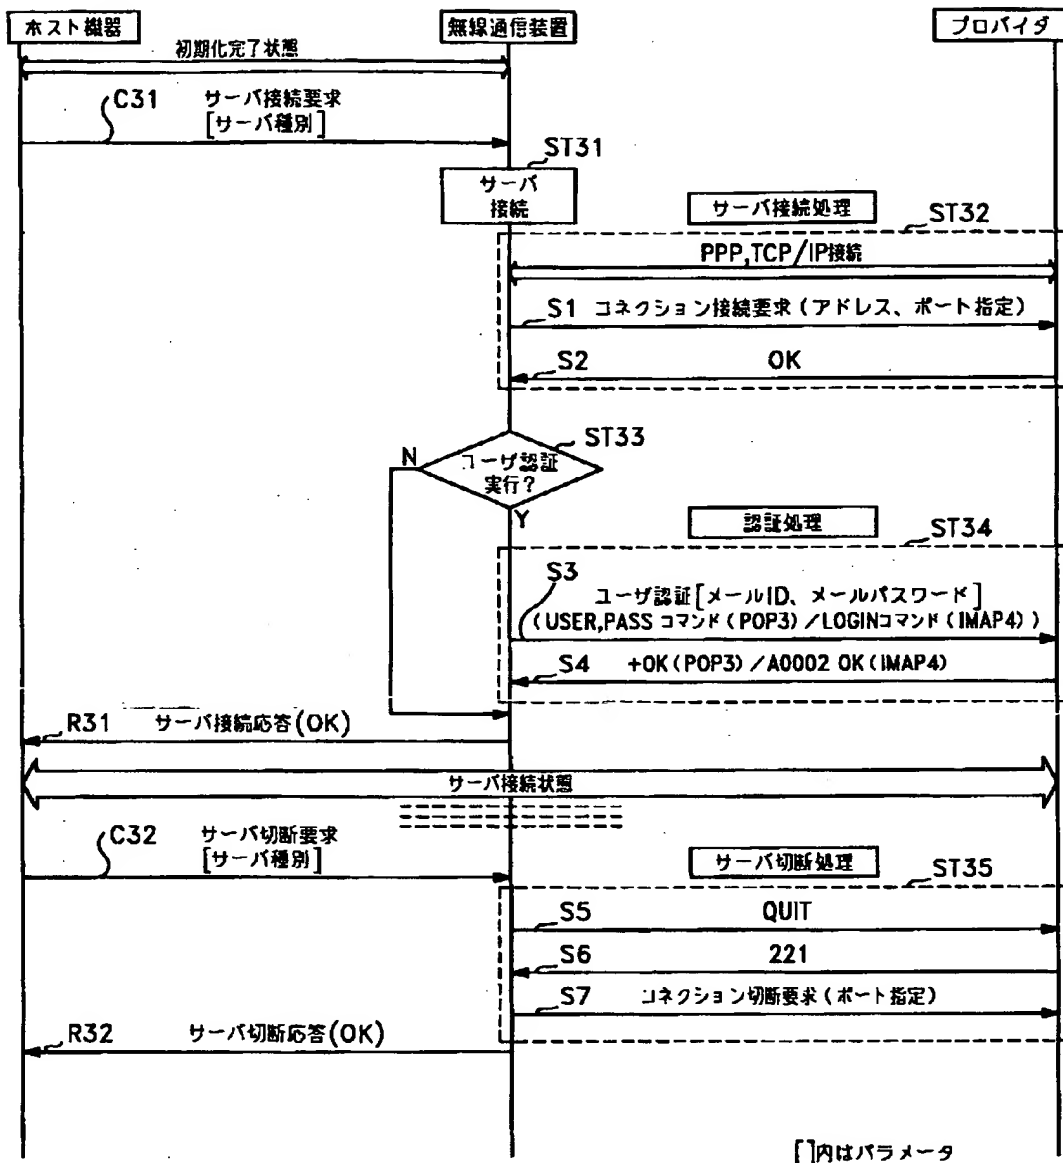 ホスト機器
無線通信装置
プロバイダ
初期化完了状態
C31
サーバ接続要求
[サーバ種別]
ST31
サーバ
接続
サーバ接続処理
ST32
PPP,TCP/IP接続
S1 コネクション接続要求(アドレス、ポート指定)
S2 OK
ST33
N
ユーザ認証
実行?
Y
認証処理
ST34
S3
ユーザ認証[メールID、メールパスワード]
(USER,PASS コマンド(POP3)/LOGINコマンド(IMAP4))
S4 +OK(POP3)/A0002 OK(IMAP4)
R31 サーバ接続応答(OK)
サーバ接続状態
C32
サーバ切断要求
[サーバ種別]
サーバ切断処理
ST35
S5 QUIT
S6 221
S7 コネクション切断要求(ポート指定)
R32 サーバ切断応答(OK)
[ ]内はパラメータ